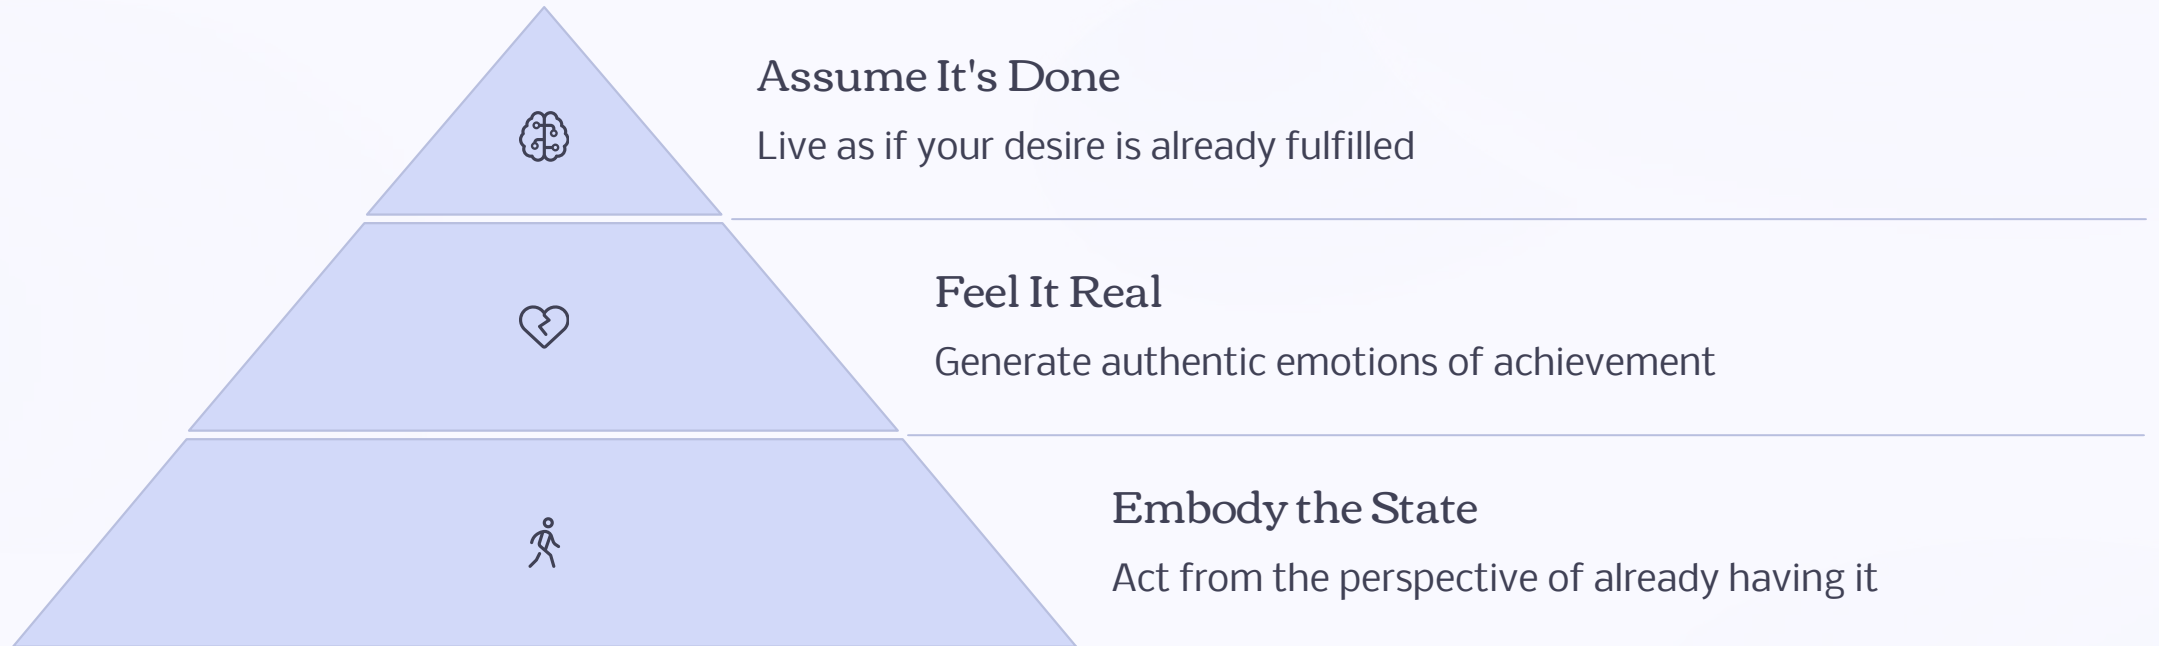 Assume It's Done
Live as if your desire is already fulfilled
Feel It Real
Generate authentic emotions of achievement
Embody the State
Act from the perspective of already having it